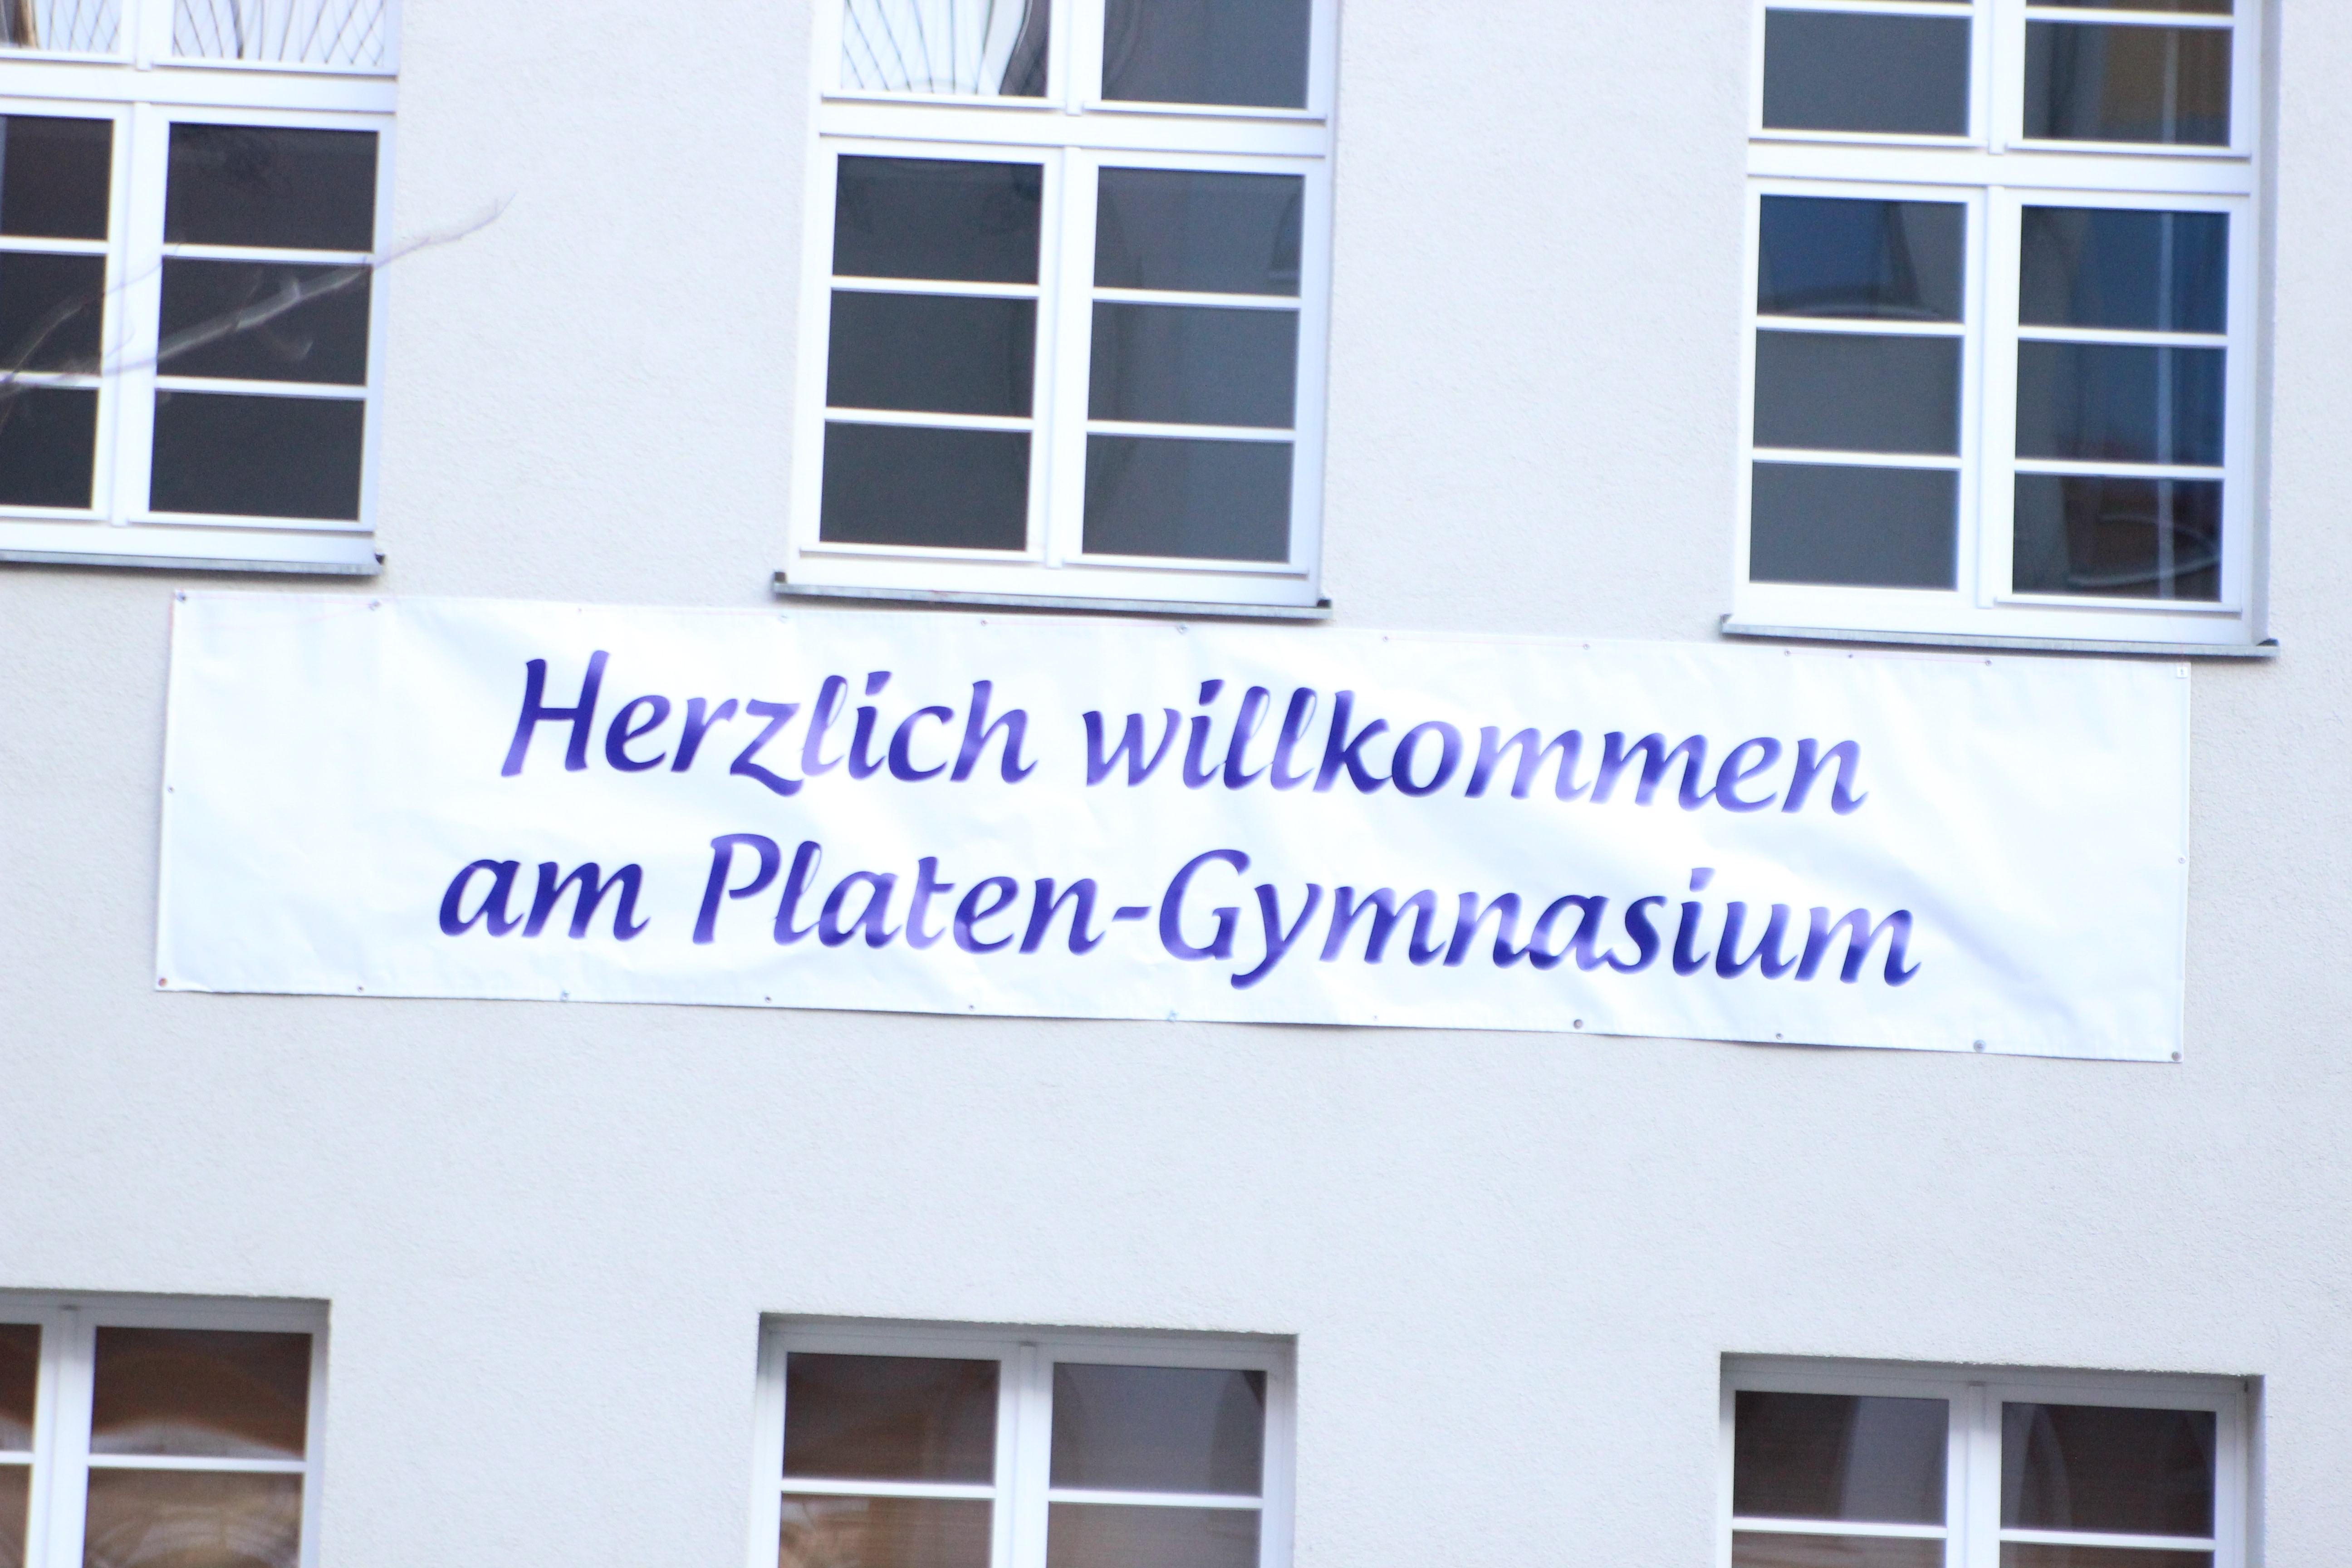 Herzlich willkommen
am Platen-Gymnasium